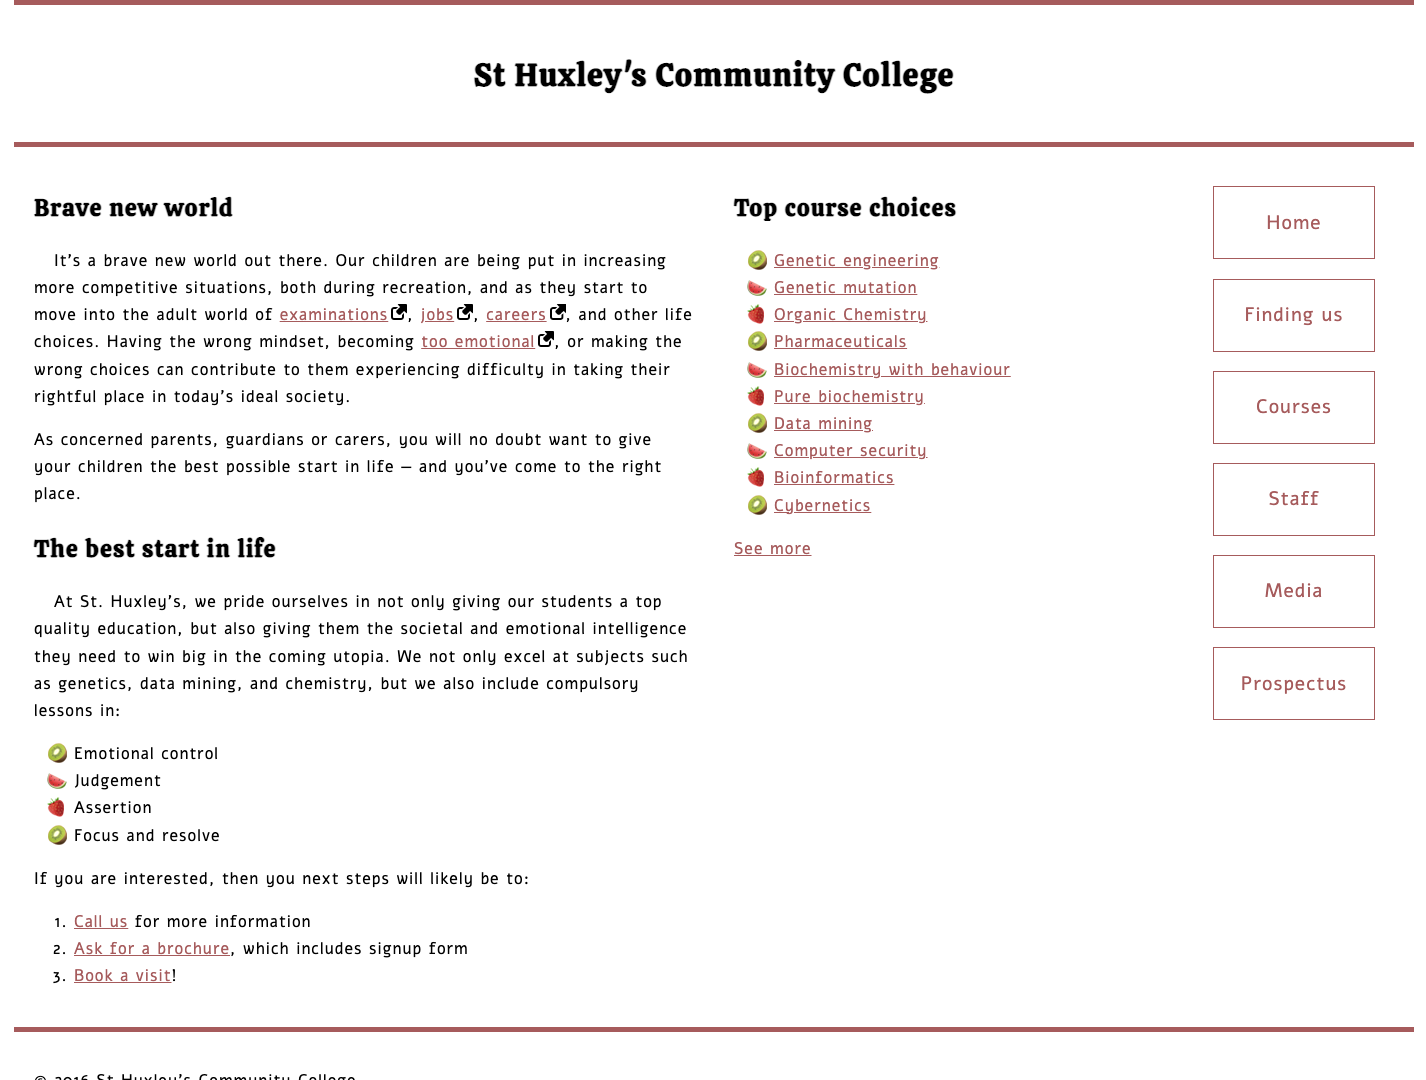 St Huxley's Community College
Brave new world
It's a brave new world out there. Our children are being put in increasing
more competitive situations, both during recreation, and as they start to
move into the adult world of examinations, jobs, careers, and other life
choices. Having the wrong mindset, becoming too emotional, or making the
wrong choices can contribute to them experiencing difficulty in taking their
rightful place in today's ideal society.
As concerned parents, guardians or carers, you will no doubt want to give
your children the best possible start in life — and you've come to the right
place.
The best start in life
At St. Huxley's, we pride ourselves in not only giving our students a top
quality education, but also giving them the societal and emotional intelligence
they need to win big in the coming utopia. We not only excel at subjects such
as genetics, data mining, and chemistry, but we also include compulsory
lessons in:
Emotional control
Judgement
Assertion
Focus and resolve
If you are interested, then you next steps will likely be to:
1. Call us for more information
2. Ask for a brochure, which includes signup form
3. Book a visit!
Top course choices
Genetic engineering
Genetic mutation
Organic Chemistry
Pharmaceuticals
Biochemistry with behaviour
Pure biochemistry
Data mining
Computer security
Bioinformatics
Cybernetics
See more
Home
Finding us
Courses
Staff
Media
Prospectus
© 2016 St Huxley's Community College